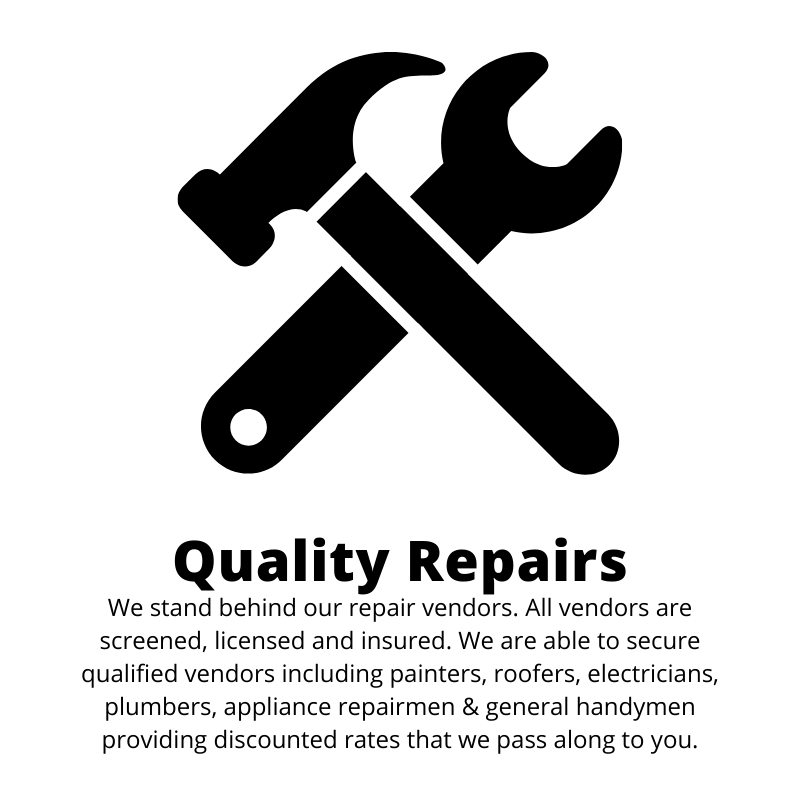 Quality Repairs
We stand behind our repair vendors. All vendors are
screened, licensed and insured. We are able to secure
qualified vendors including painters, roofers, electricians,
plumbers, appliance repairmen & general handymen
providing discounted rates that we pass along to you.